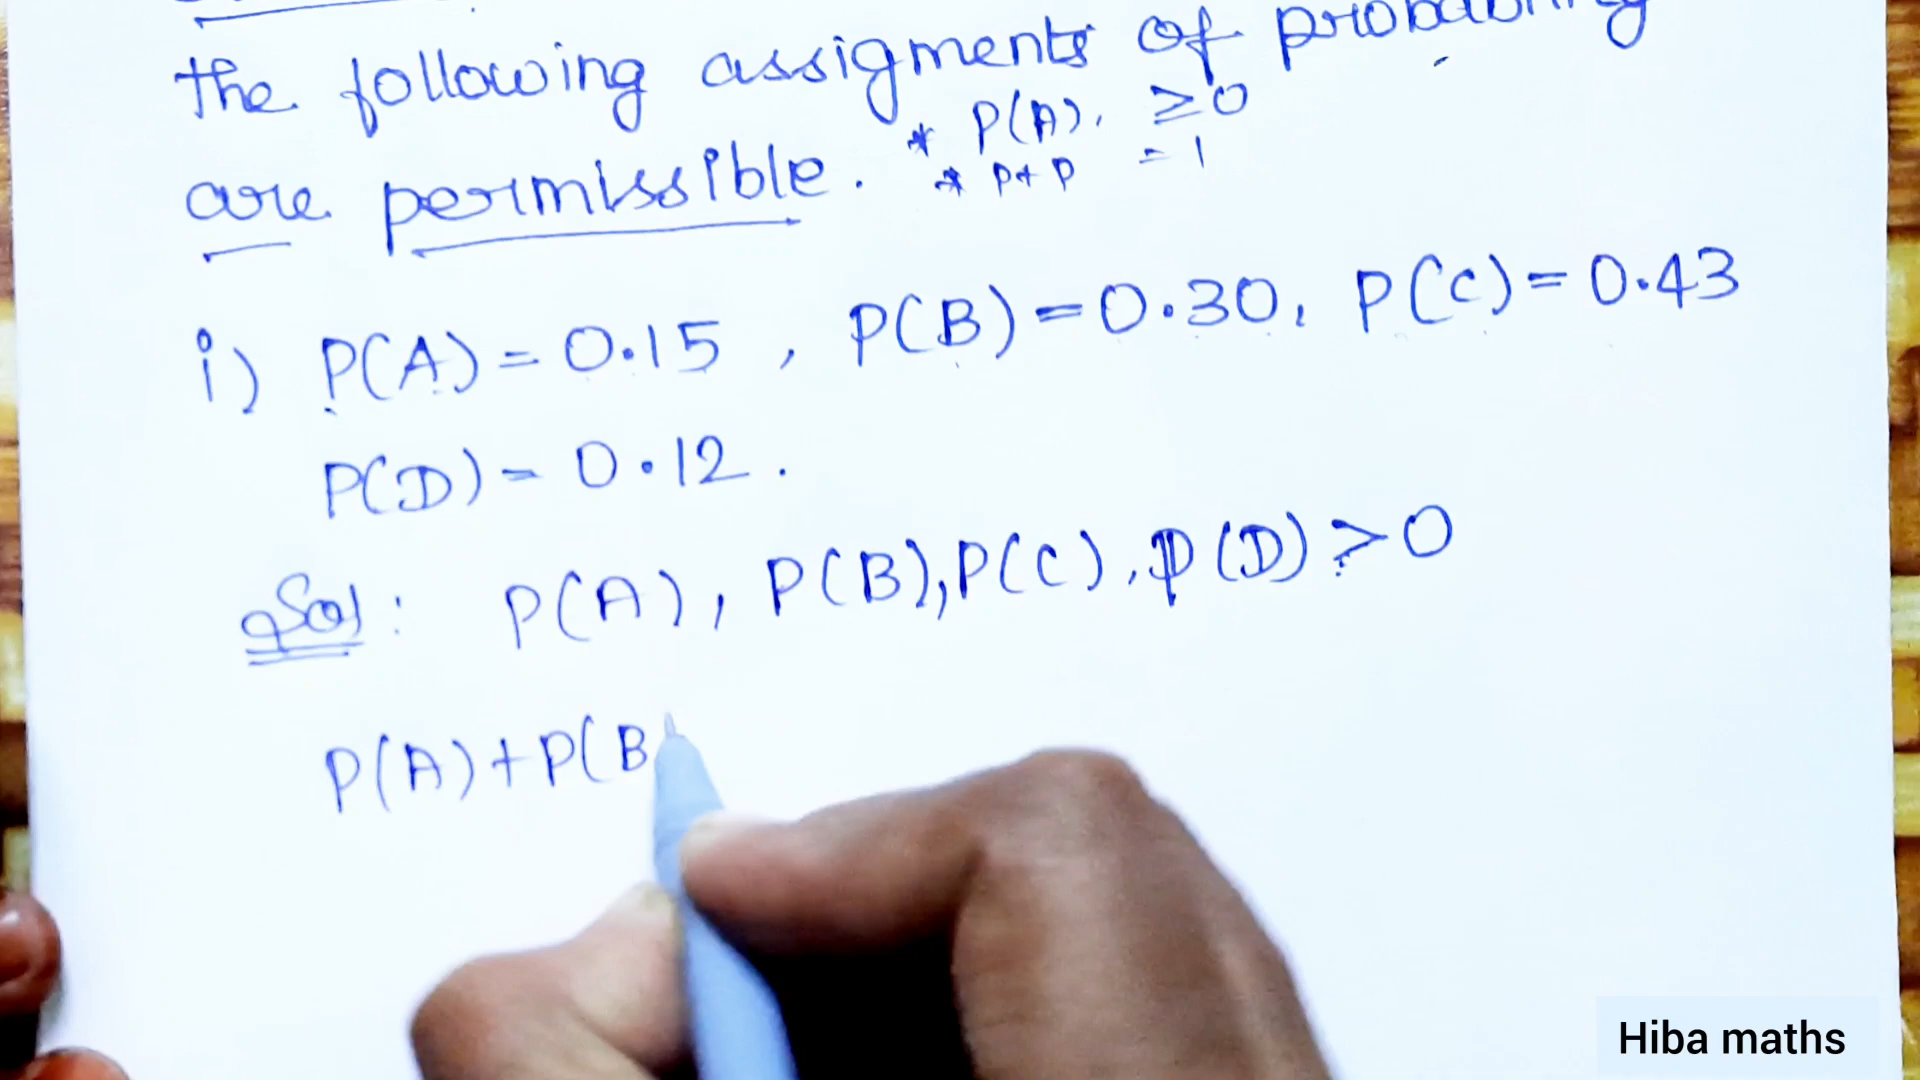 the following assigments of probability
* P(A), ≥0
are permissible. * P+P =1
i) P(A)=0.15 , P(B)=0.30, P(C)=0.43
P(D)=0.12.
Sol: P(A), P(B),P(C),P(D)>0
P(A)+P(B
Hiba maths